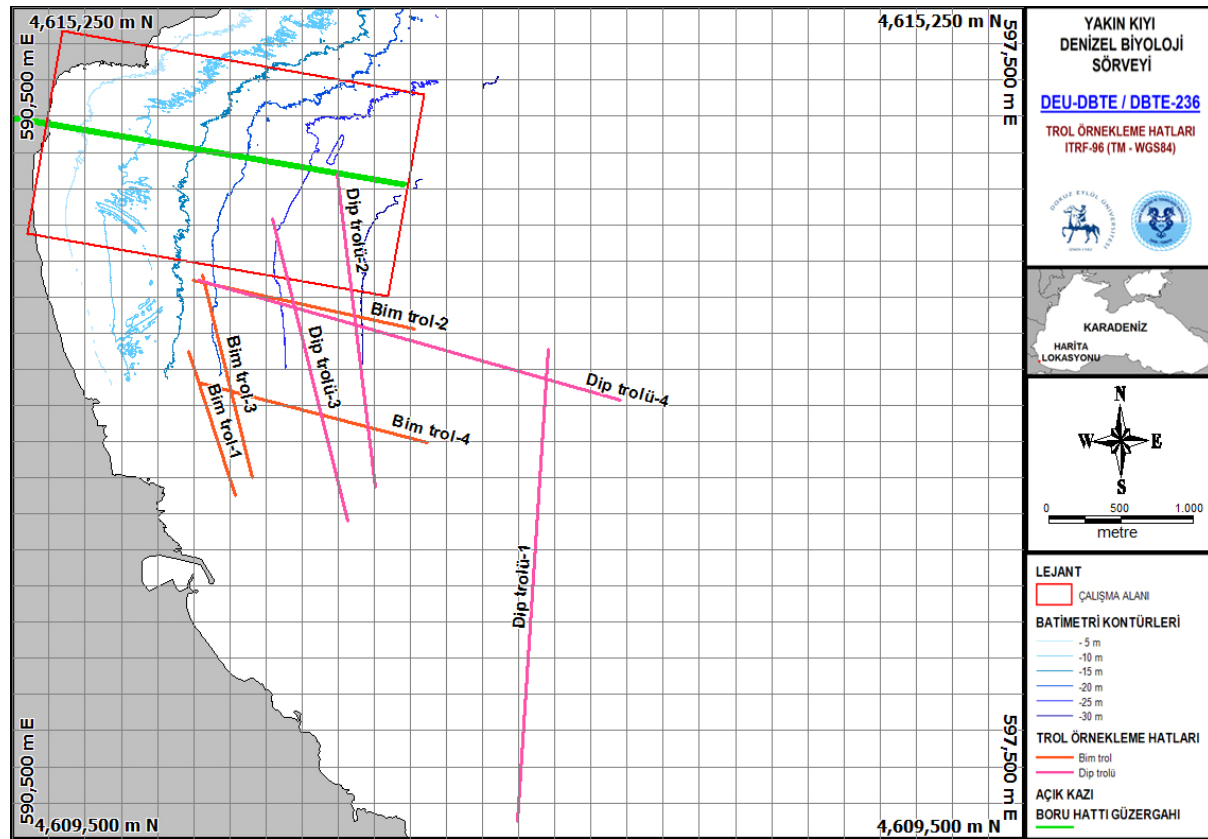 4,615,250 m N
4,615,250 m N
590,500 m E
597,500 m E
Dip trolü-2
Bim trol-2
Bim trol-3
Dip trolü-3
Dip trolü-4
Bim trol-1
Bim trol-4
Dip trolü-1
590,500 m E
597,500 m E
4,609,500 m N
4,609,500 m N
YAKIN KIYI
DENİZEL BİYOLOJİ
SÖRVEYİ
DEU-DBTE / DBTE-236
TROL ÖRNEKLEME HATLARI
ITRF-96 (TM - WGS84)
DOKUZ EYLÜL ÜNİVERSİTESİ
KARADENİZ
HARİTA
LOKASYONU
N
W E
S
0 500 1.000
metre
LEJANT
ÇALIŞMA ALANI
BATİMETRİ KONTÜRLERİ
- 5 m
-10 m
-15 m
-20 m
-25 m
-30 m
TROL ÖRNEKLEME HATLARI
Bim trol
Dip trolü
AÇIK KAZI
BORU HATTI GÜZERGAHI